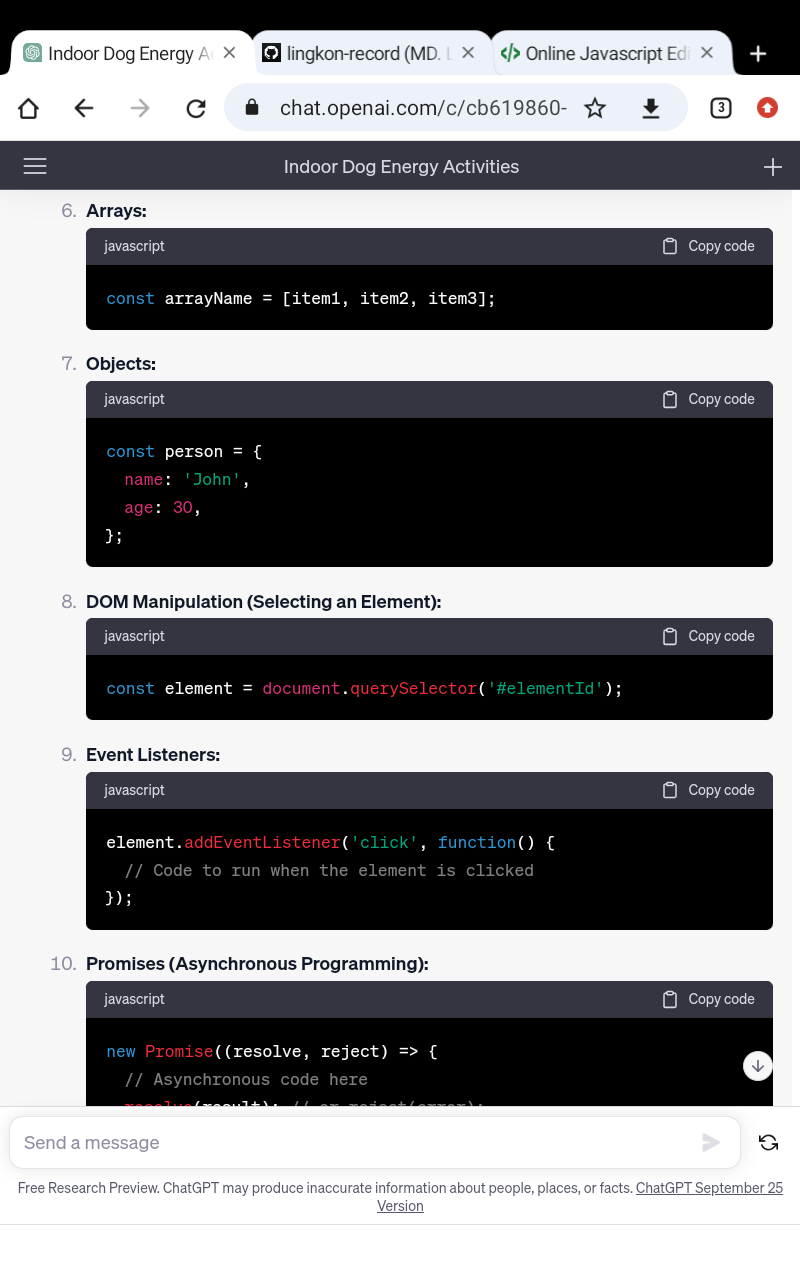 Indoor Dog Energy A
lingkon-record (MD.
Online Javascript Edi
chat.openai.com/c/cb619860-
3
Indoor Dog Energy Activities
6. Arrays:
javascript
Copy code
const arrayName = [item1, item2, item3];
7. Objects:
javascript
Copy code
const person = {
  name: 'John',
  age: 30,
};
8. DOM Manipulation (Selecting an Element):
javascript
Copy code
const element = document.querySelector('#elementId');
9. Event Listeners:
javascript
Copy code
element.addEventListener('click', function() {
  // Code to run when the element is clicked
});
10. Promises (Asynchronous Programming):
javascript
Copy code
new Promise((resolve, reject) => {
  // Asynchronous code here
  resolve(result); // or reject(error);
Send a message
Free Research Preview. ChatGPT may produce inaccurate information about people, places, or facts. ChatGPT September 25
Version